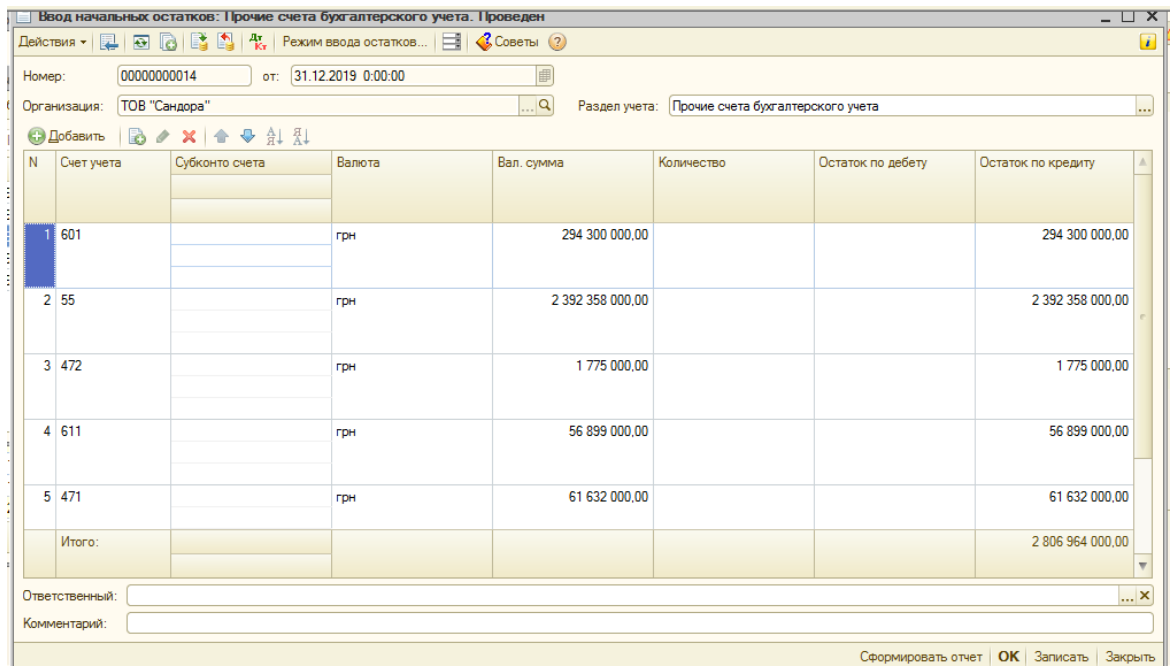 Ввод начальных остатков: Прочие счета бухгалтерского учета. Проведен
Действия Дт Кт Режим ввода остатков... Советы ?
Номер: 00000000014 от: 31.12.2019 0:00:00
Организация: ТОВ "Сандора" ... Раздел учета: Прочие счета бухгалтерского учета ...
Добавить
N Счет учета Субконто счета Валюта Вал. сумма Количество Остаток по дебету Остаток по кредиту
1 601 грн 294 300 000,00 294 300 000,00
2 55 грн 2 392 358 000,00 2 392 358 000,00
3 472 грн 1 775 000,00 1 775 000,00
4 611 грн 56 899 000,00 56 899 000,00
5 471 грн 61 632 000,00 61 632 000,00
Итого: 2 806 964 000,00
Ответственный: ... ×
Комментарий:
Сформировать отчет OK Записать Закрыть